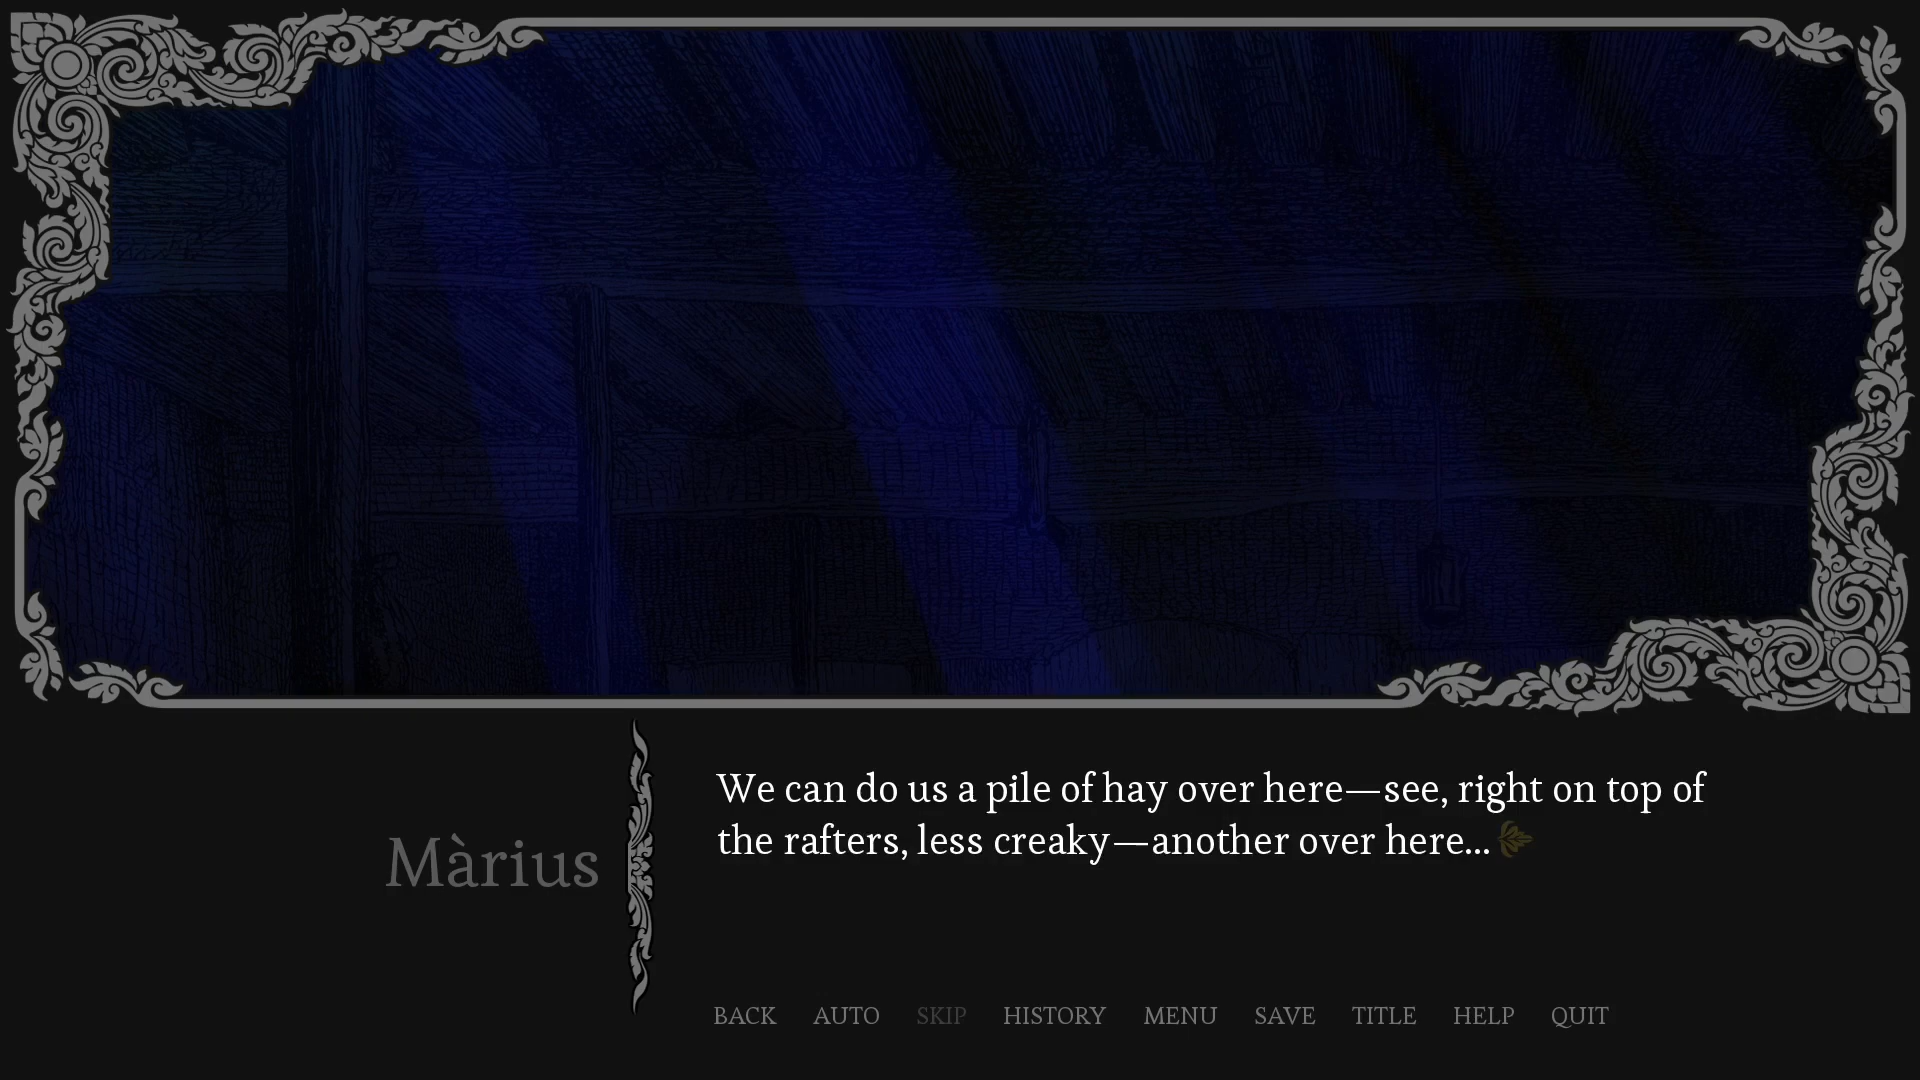 We can do us a pile of hay over here—see, right on top of
the rafters, less creaky—another over here...
Màrius
BACK AUTO SKIP HISTORY MENU SAVE TITLE HELP QUIT